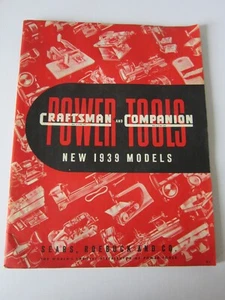 POWER TOOLS
CRAFTSMAN AND COMPANION
NEW 1939 MODELS
SEARS, ROEBUCK AND CO.